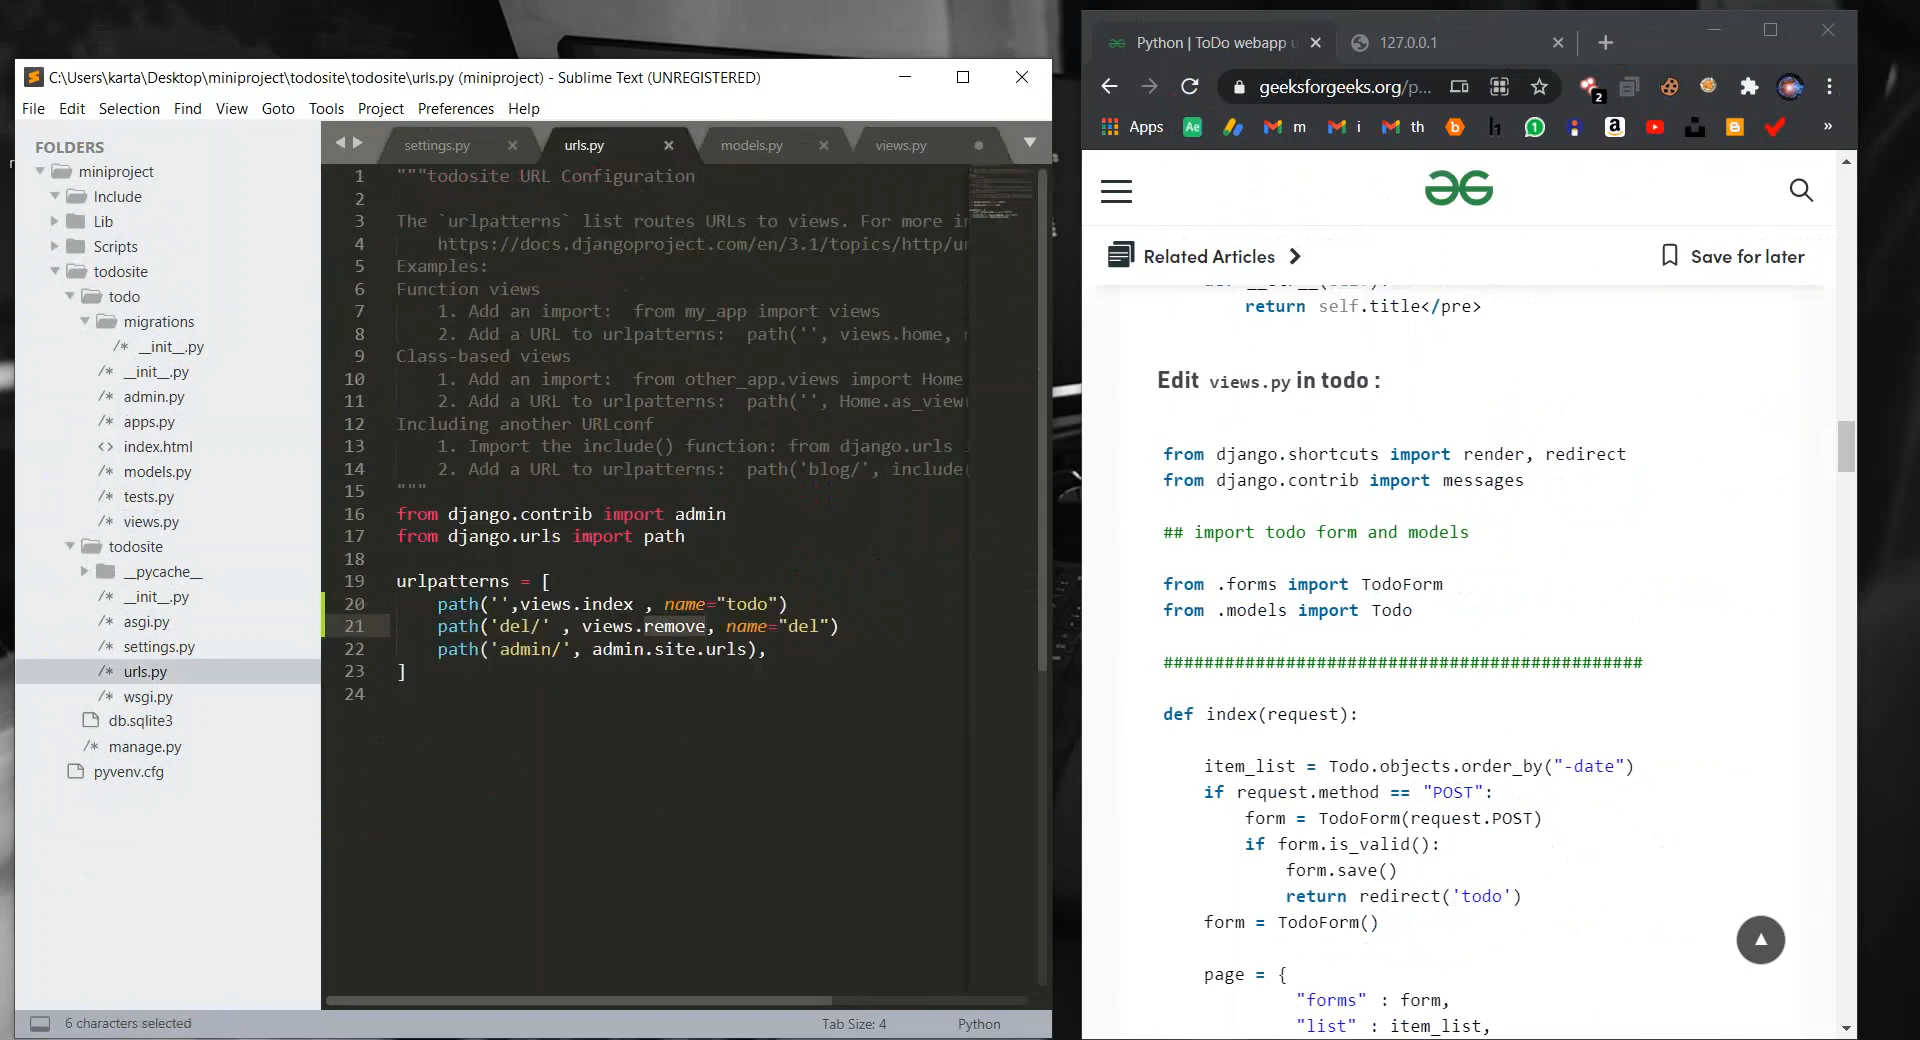 C:\Users\karta\Desktop\miniproject\todosite\todosite\urls.py (miniproject) - Sublime Text (UNREGISTERED)
File Edit Selection Find View Goto Tools Project Preferences Help
FOLDERS
miniproject
Include
Lib
Scripts
todosite
todo
migrations
/* __init__.py
/* __init__.py
/* admin.py
/* apps.py
<> index.html
/* models.py
/* tests.py
/* views.py
todosite
__pycache__
/* __init__.py
/* asgi.py
/* settings.py
/* urls.py
/* wsgi.py
db.sqlite3
/* manage.py
pyvenv.cfg
settings.py urls.py models.py views.py
1 """todosite URL Configuration
2
3 The `urlpatterns` list routes URLs to views. For more
4 https://docs.djangoproject.com/en/3.1/topics/http/
5 Examples:
6 Function views
7 1. Add an import:  from my_app import views
8 2. Add a URL to urlpatterns:  path('', views.home,
9 Class-based views
10 1. Add an import:  from other_app.views import Home
11 2. Add a URL to urlpatterns:  path('', Home.as_view(
12 Including another URLconf
13 1. Import the include() function: from django.urls
14 2. Add a URL to urlpatterns:  path('blog/', include(
15 """
16 from django.contrib import admin
17 from django.urls import path
18
19 urlpatterns = [
20 path('',views.index , name="todo")
21 path('del/' , views.remove, name="del")
22 path('admin/', admin.site.urls),
23 ]
24
6 characters selected
Tab Size: 4
Python
Python | ToDo webapp
127.0.0.1
geeksforgeeks.org/p...
2
Apps Ae m i th b h 1 a »
Related Articles
Save for later
return self.title</pre>
Edit views.py in todo :
from django.shortcuts import render, redirect
from django.contrib import messages
## import todo form and models
from .forms import TodoForm
from .models import Todo
##############################################
def index(request):
item_list = Todo.objects.order_by("-date")
if request.method == "POST":
form = TodoForm(request.POST)
if form.is_valid():
form.save()
return redirect('todo')
form = TodoForm()
page = {
"forms" : form,
"list" : item_list,